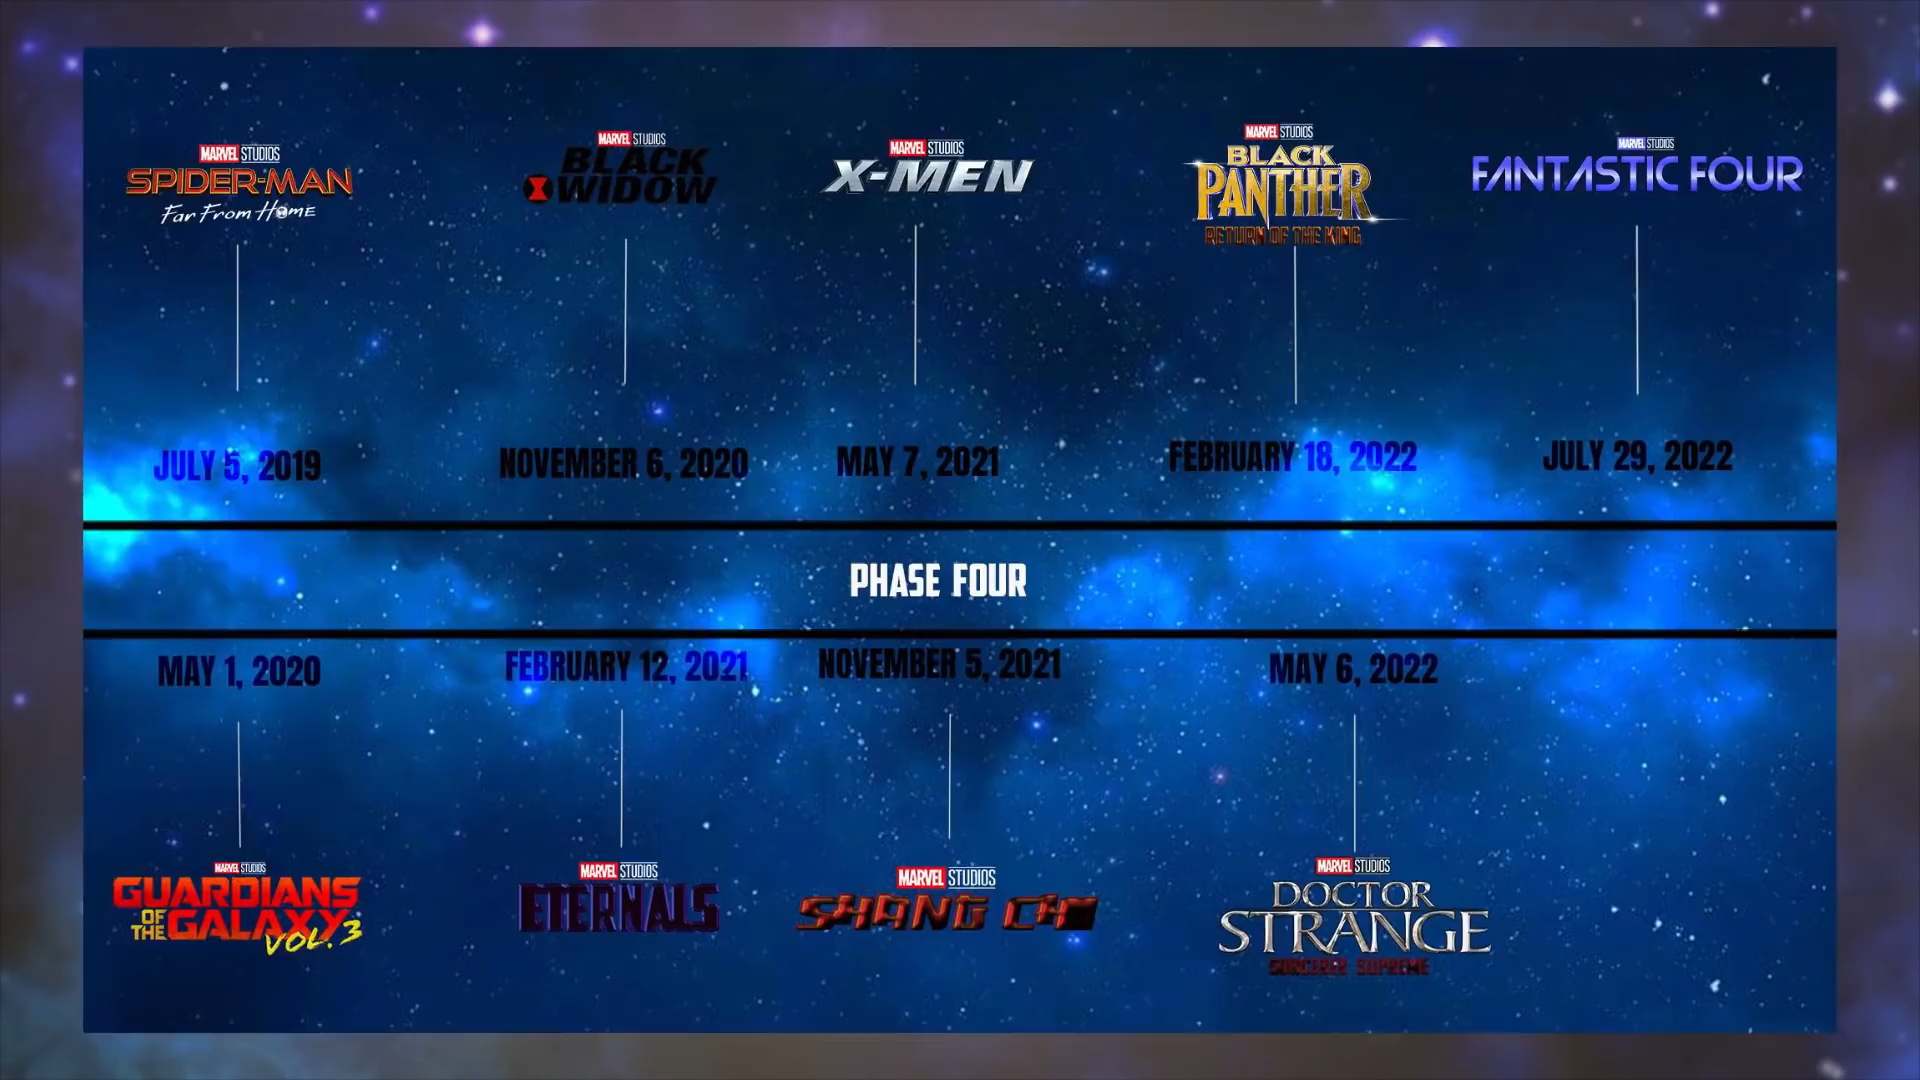 MARVEL STUDIOS
SPIDER-MAN
Far From Home
MARVEL STUDIOS
BLACK
WIDOW
MARVEL STUDIOS
X-MEN
MARVEL STUDIOS
BLACK
PANTHER
RETURN OF THE KING
MARVEL STUDIOS
FANTASTIC FOUR
JULY 5, 2019
NOVEMBER 6, 2020
MAY 7, 2021
FEBRUARY 18, 2022
JULY 29, 2022
PHASE FOUR
MAY 1, 2020
FEBRUARY 12, 2021
NOVEMBER 5, 2021
MAY 6, 2022
MARVEL STUDIOS
GUARDIANS
OF THE GALAXY
VOL. 3
MARVEL STUDIOS
ETERNALS
MARVEL STUDIOS
SHANG CHI
MARVEL STUDIOS
DOCTOR
STRANGE
SORCERER SUPREME